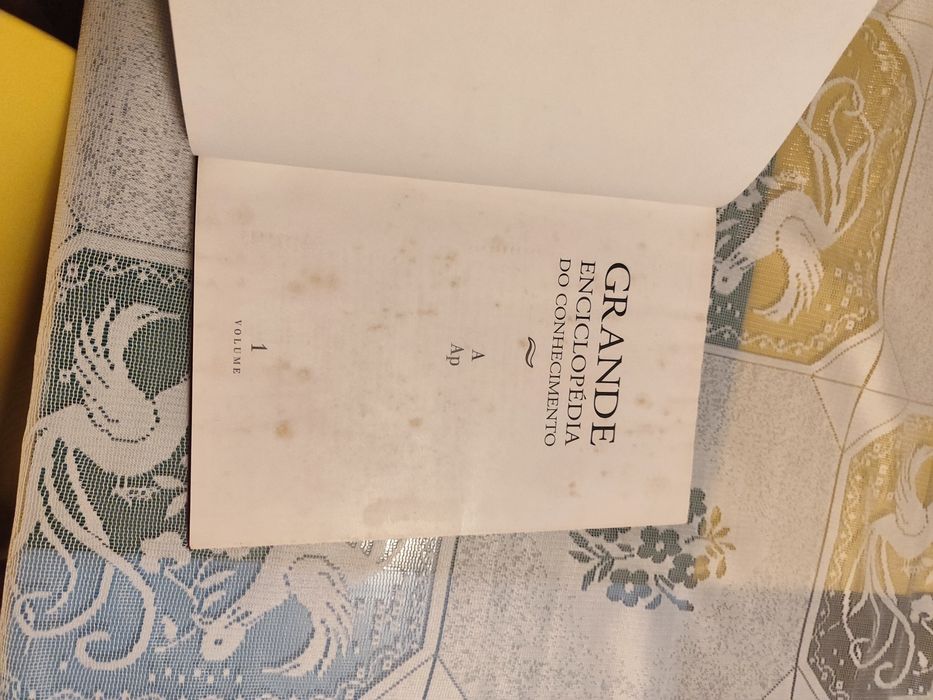 GRANDE
ENCICLOPÉDIA
DO CONHECIMENTO
A
Ap
1
VOLUME